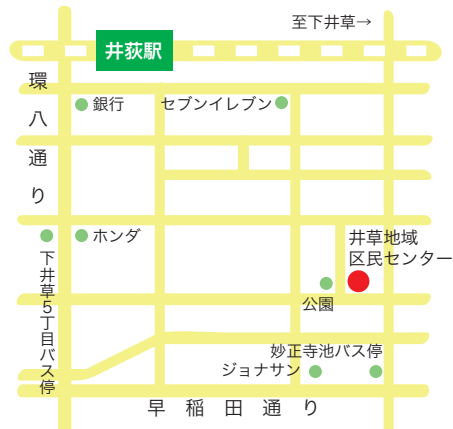 至下井草→
井荻駅
環八通り
銀行
セブンイレブン
ホンダ
井草地域
区民センター
下井草5丁目バス停
公園
妙正寺池バス停
ジョナサン
早稲田通り